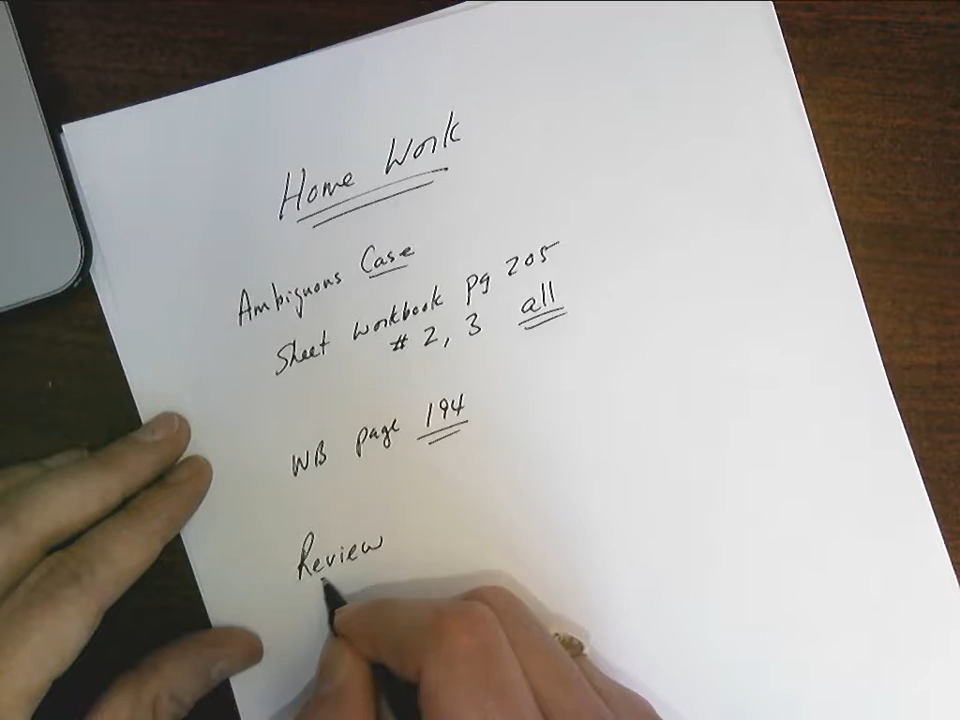 Home Work
Ambiguous Case
Sheet Workbook pg 205
# 2, 3 all
WB page 194
Review